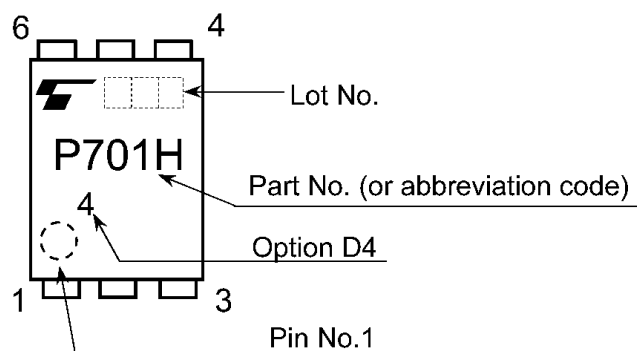 6 4
Lot No.
P701H
Part No. (or abbreviation code)
4
Option D4
1 3
Pin No.1